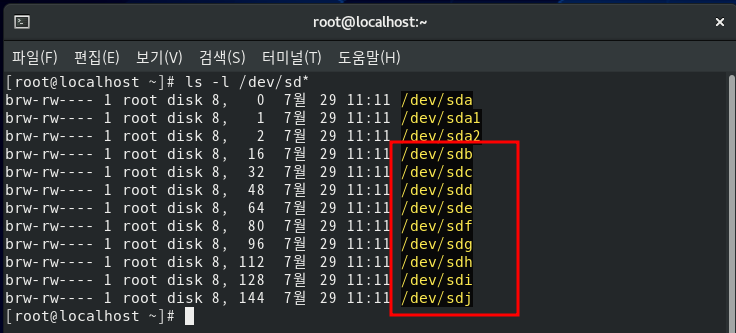 root@localhost:~
파일(F) 편집(E) 보기(V) 검색(S) 터미널(T) 도움말(H)
[root@localhost ~]# ls -l /dev/sd*
brw-rw---- 1 root disk 8,   0  7월 29 11:11 /dev/sda
brw-rw---- 1 root disk 8,   1  7월 29 11:11 /dev/sda1
brw-rw---- 1 root disk 8,   2  7월 29 11:11 /dev/sda2
brw-rw---- 1 root disk 8,  16  7월 29 11:11 /dev/sdb
brw-rw---- 1 root disk 8,  32  7월 29 11:11 /dev/sdc
brw-rw---- 1 root disk 8,  48  7월 29 11:11 /dev/sdd
brw-rw---- 1 root disk 8,  64  7월 29 11:11 /dev/sde
brw-rw---- 1 root disk 8,  80  7월 29 11:11 /dev/sdf
brw-rw---- 1 root disk 8,  96  7월 29 11:11 /dev/sdg
brw-rw---- 1 root disk 8, 112  7월 29 11:11 /dev/sdh
brw-rw---- 1 root disk 8, 128  7월 29 11:11 /dev/sdi
brw-rw---- 1 root disk 8, 144  7월 29 11:11 /dev/sdj
[root@localhost ~]#